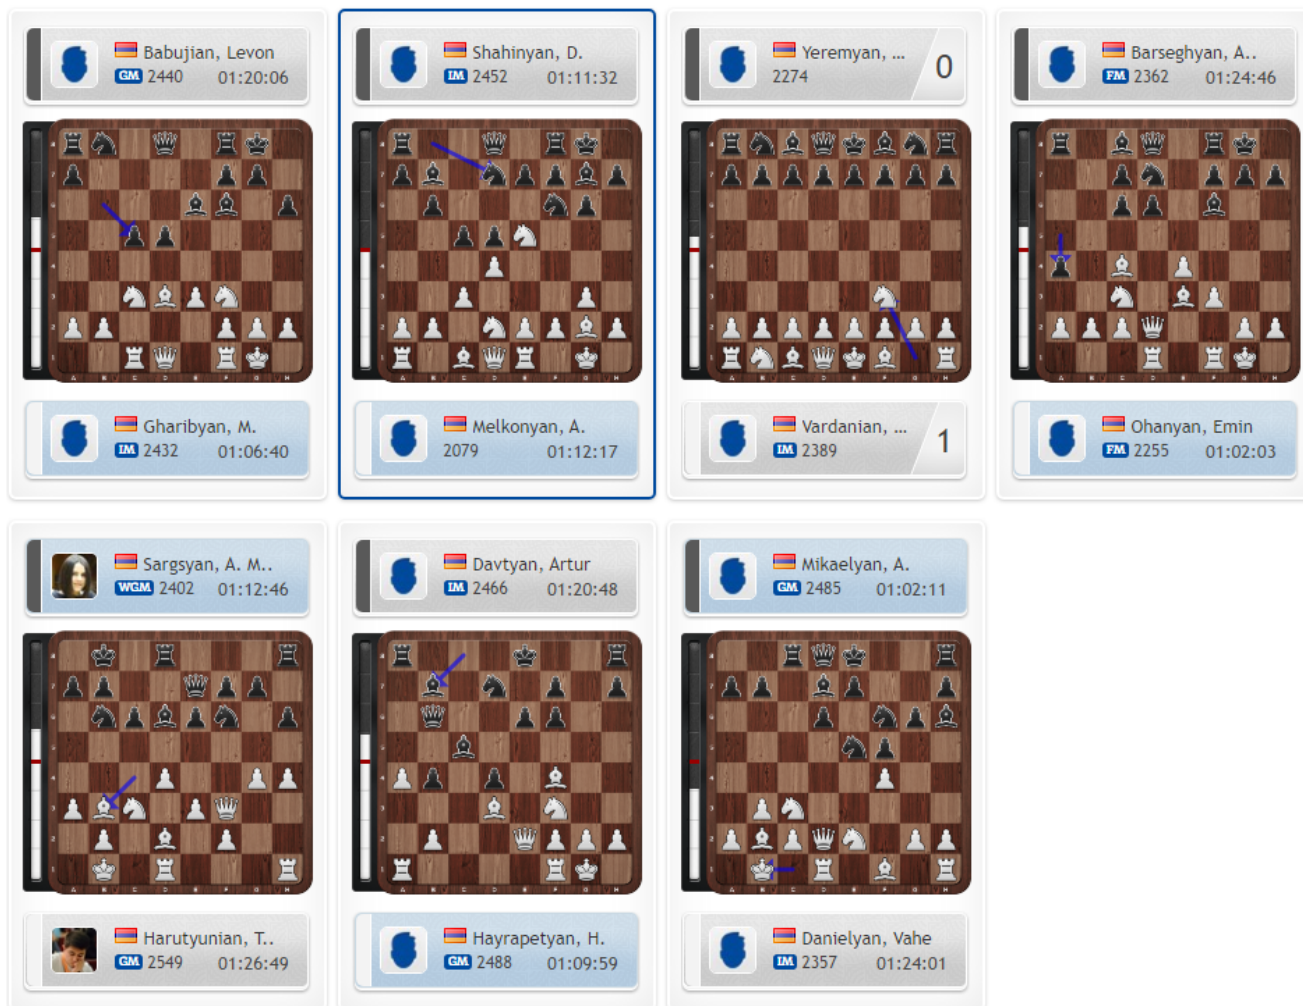 Babujian, Levon
GM 2440 01:20:06
Shahinyan, D.
IM 2452 01:11:32
Yeremyan, ...
2274
0
Barseghyan, A..
FM 2362 01:24:46
Gharibyan, M.
IM 2432 01:06:40
Melkonyan, A.
2079 01:12:17
Vardanian, ...
IM 2389
1
Ohanyan, Emin
FM 2255 01:02:03
Sargsyan, A. M..
WGM 2402 01:12:46
Davtyan, Artur
IM 2466 01:20:48
Mikaelyan, A.
GM 2485 01:02:11
Harutyunian, T..
GM 2549 01:26:49
Hayrapetyan, H.
GM 2488 01:09:59
Danielyan, Vahe
IM 2357 01:24:01